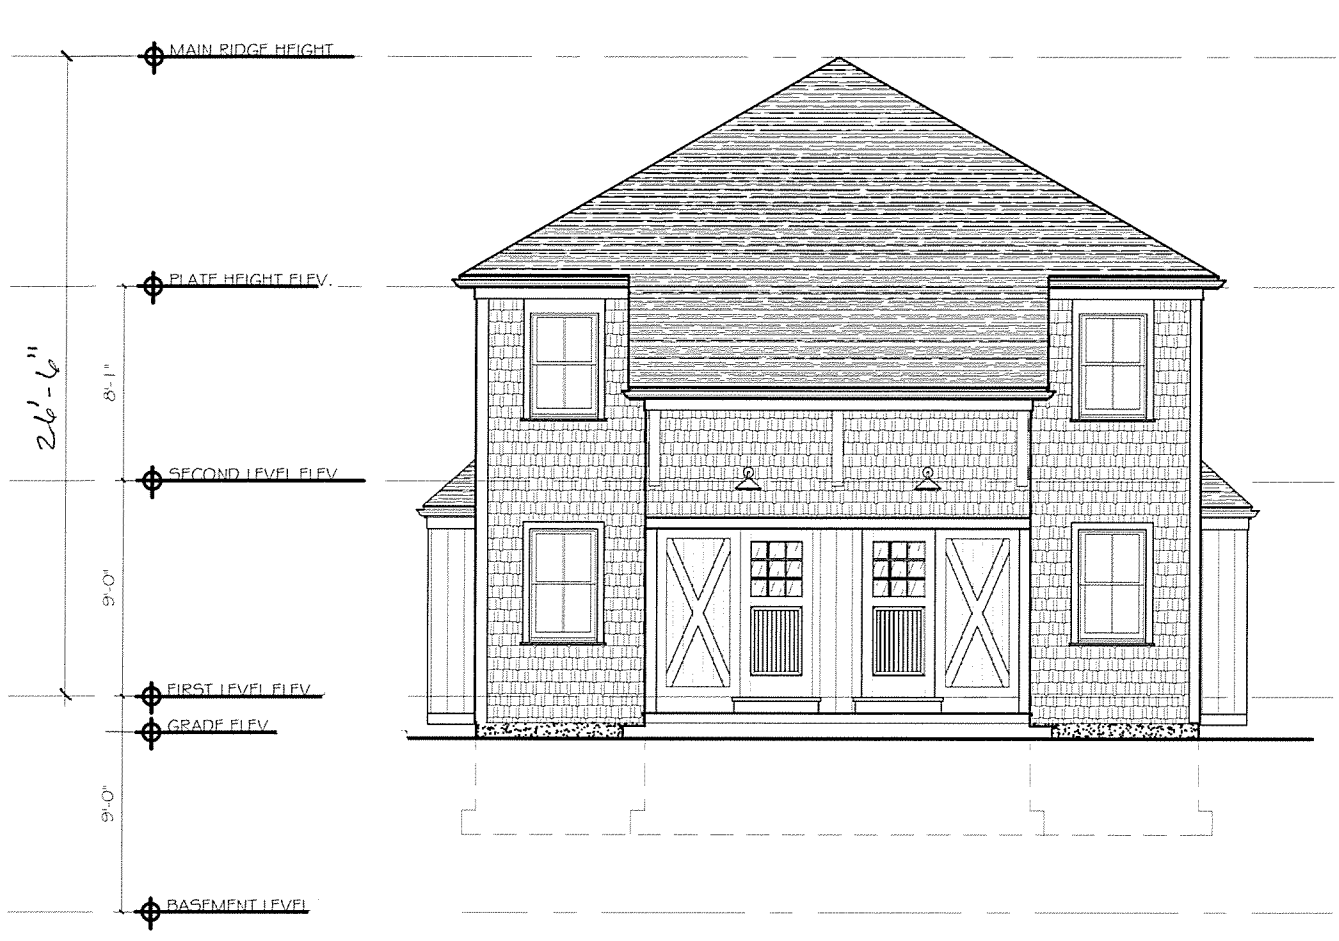 MAIN RIDGE HEIGHT
PLATE HEIGHT ELEV.
26'-6"
8'-1"
SECOND LEVEL ELEV.
9'-0"
FIRST LEVEL ELEV.
GRADE ELEV.
9'-0"
BASEMENT LEVEL